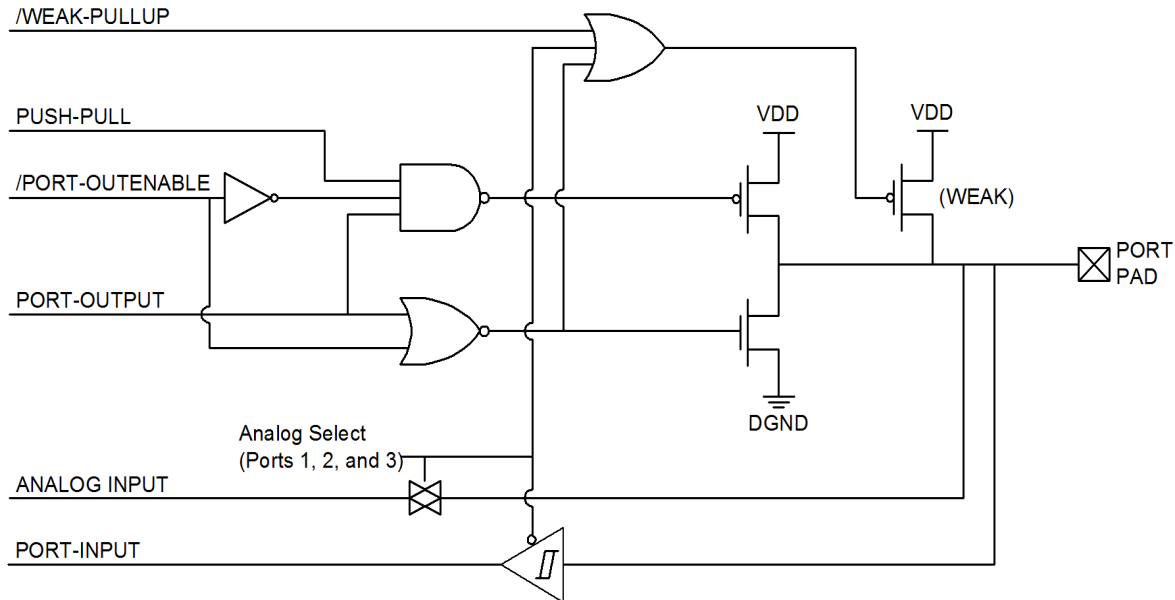 /WEAK-PULLUP
PUSH-PULL
VDD
VDD
/PORT-OUTENABLE
(WEAK)
PORT
PAD
PORT-OUTPUT
DGND
Analog Select
(Ports 1, 2, and 3)
ANALOG INPUT
PORT-INPUT